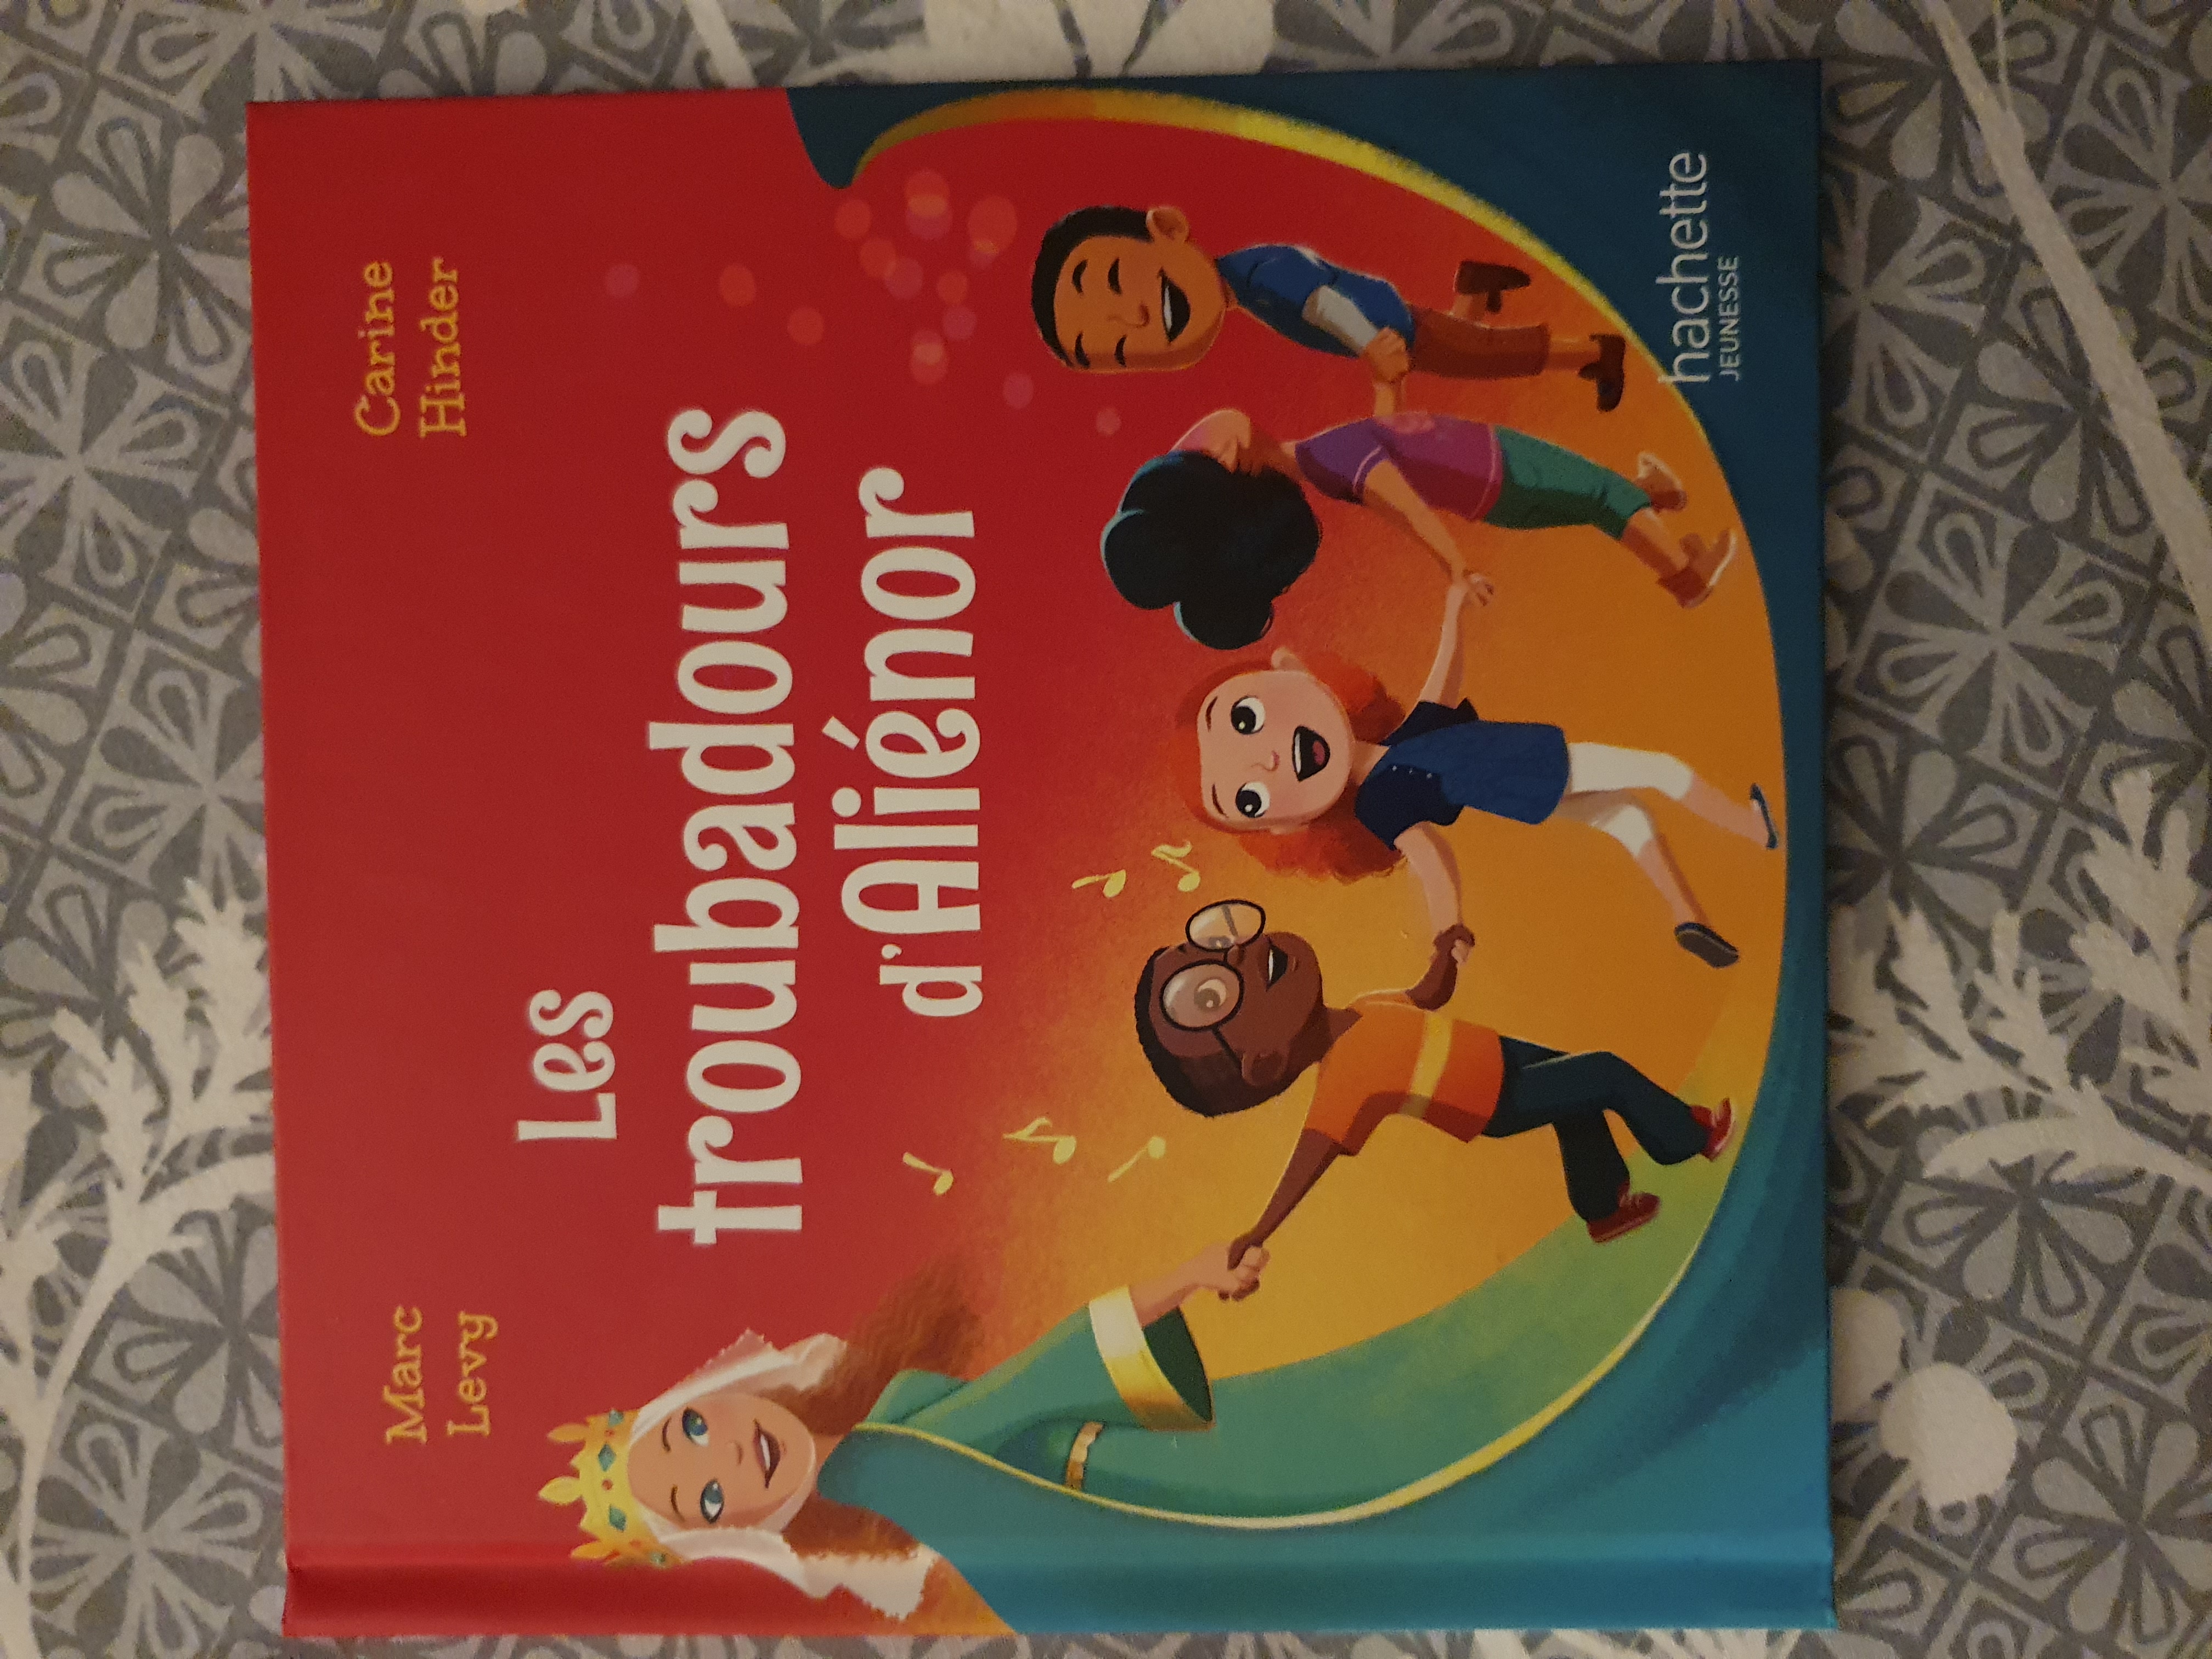 Marc
Levy
Carine
Hinder
Les
troubadours
d'Aliénor
hachette
JEUNESSE